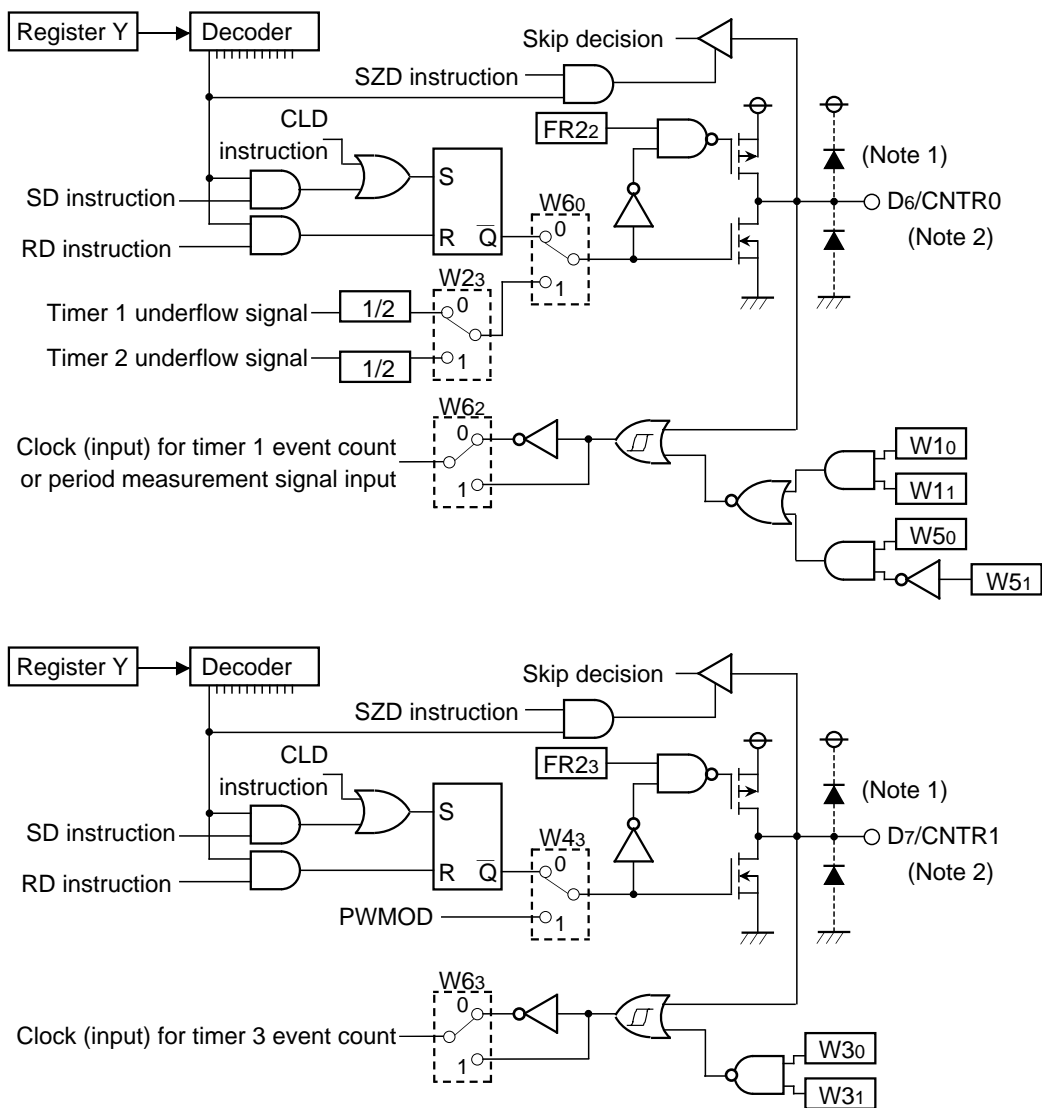 Register Y
Decoder
Skip decision
SZD instruction
CLD
instruction
FR22
(Note 1)
SD instruction
S
W60
D6/CNTR0
RD instruction
R
Q
0
(Note 2)
W23
1
Timer 1 underflow signal
1/2
0
Timer 2 underflow signal
1/2
1
W62
Clock (input) for timer 1 event count
or period measurement signal input
0
1
W10
W11
W50
W51
Register Y
Decoder
Skip decision
SZD instruction
CLD
instruction
FR23
(Note 1)
SD instruction
S
W43
D7/CNTR1
RD instruction
R
Q
0
(Note 2)
PWMOD
1
W63
Clock (input) for timer 3 event count
0
1
W30
W31